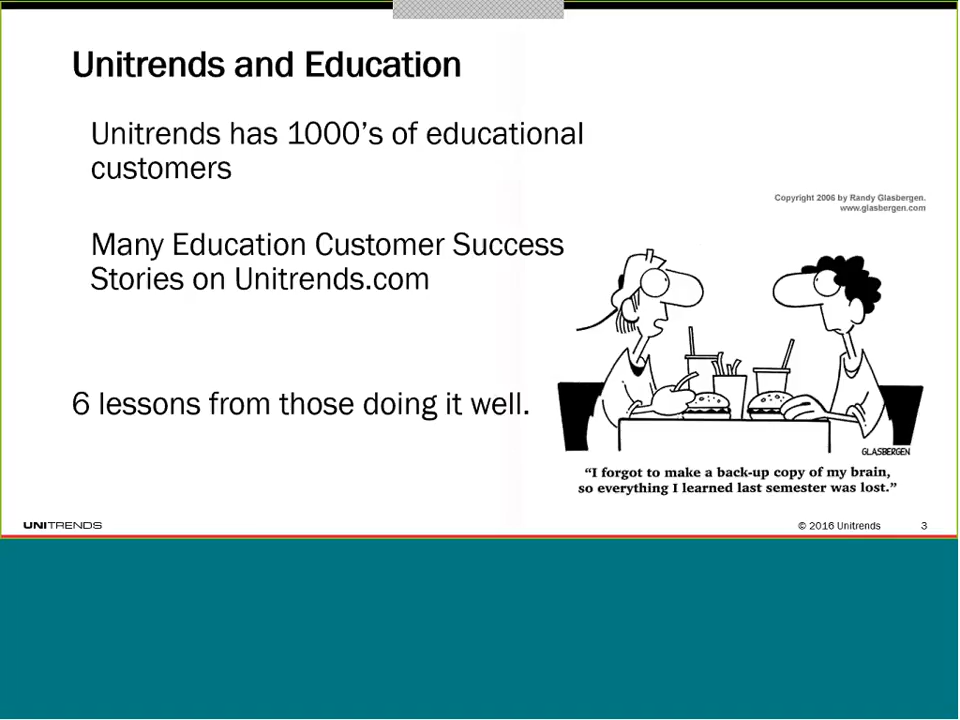 Unitrends and Education
Unitrends has 1000’s of educational
customers
Many Education Customer Success
Stories on Unitrends.com
6 lessons from those doing it well.
Copyright 2006 by Randy Glasbergen.
www.glasbergen.com
GLASBERGEN
“I forgot to make a back-up copy of my brain,
so everything I learned last semester was lost.”
UNITRENDS
© 2016 Unitrends
3